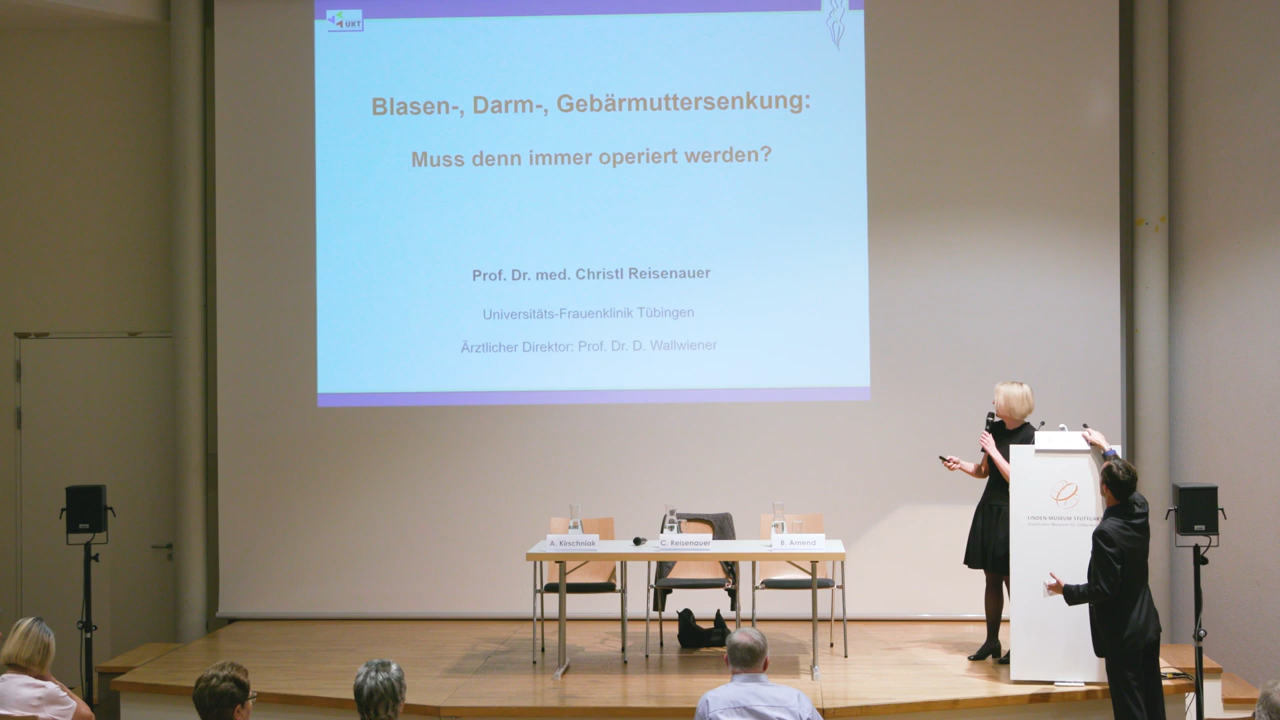 UKT
Blasen-, Darm-, Gebärmuttersenkung:
Muss denn immer operiert werden?
Prof. Dr. med. Christl Reisenauer
Universitäts-Frauenklinik Tübingen
Ärztlicher Direktor: Prof. Dr. D. Wallwiener
A. Kirschniak
C. Reisenauer
B. Amend
LINDEN-MUSEUM STUTTGART